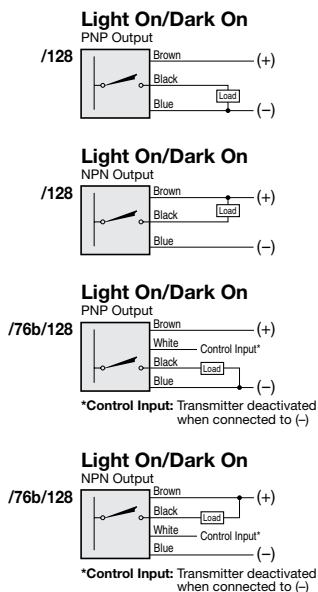 Light On/Dark On
PNP Output
/128
Brown
(+)
Black
Load
Blue
(–)
Light On/Dark On
NPN Output
/128
Brown
(+)
Load
Black
Blue
(–)
Light On/Dark On
PNP Output
/76b/128
Brown
(+)
White
Control Input*
Black
Load
Blue
(–)
*Control Input: Transmitter deactivated
when connected to (–)
Light On/Dark On
NPN Output
/76b/128
Brown
(+)
Black
Load
White
Control Input*
Blue
(–)
*Control Input: Transmitter deactivated
when connected to (–)